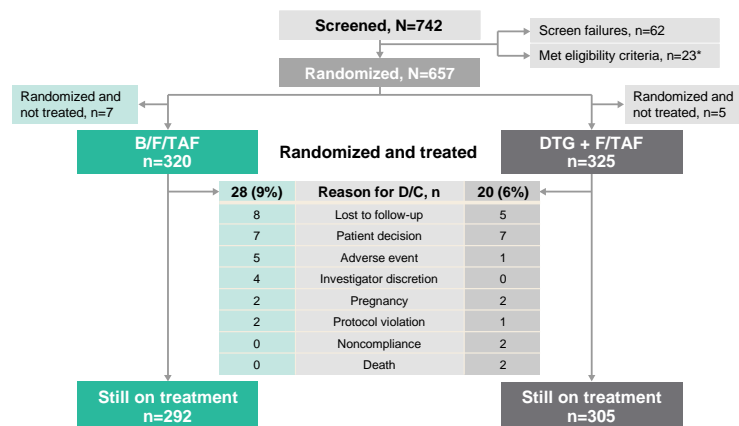 Screened, N=742
Screen failures, n=62
Met eligibility criteria, n=23*
Randomized, N=657
Randomized and
not treated, n=7
Randomized and
not treated, n=5
B/F/TAF
n=320
Randomized and treated
DTG + F/TAF
n=325
28 (9%) Reason for D/C, n 20 (6%)
8 Lost to follow-up 5
7 Patient decision 7
5 Adverse event 1
4 Investigator discretion 0
2 Pregnancy 2
2 Protocol violation 1
0 Noncompliance 2
0 Death 2
Still on treatment
n=292
Still on treatment
n=305